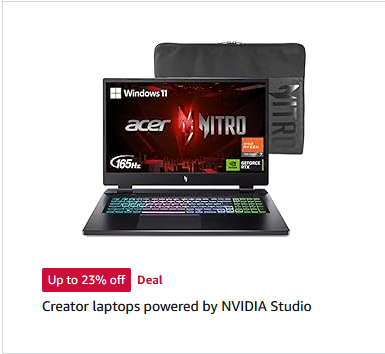 Windows 11
acer NITRO
AMD
RYZEN
165Hz
NVIDIA
GEFORCE
RTX
NITRO
Up to 23% off Deal
Creator laptops powered by NVIDIA Studio